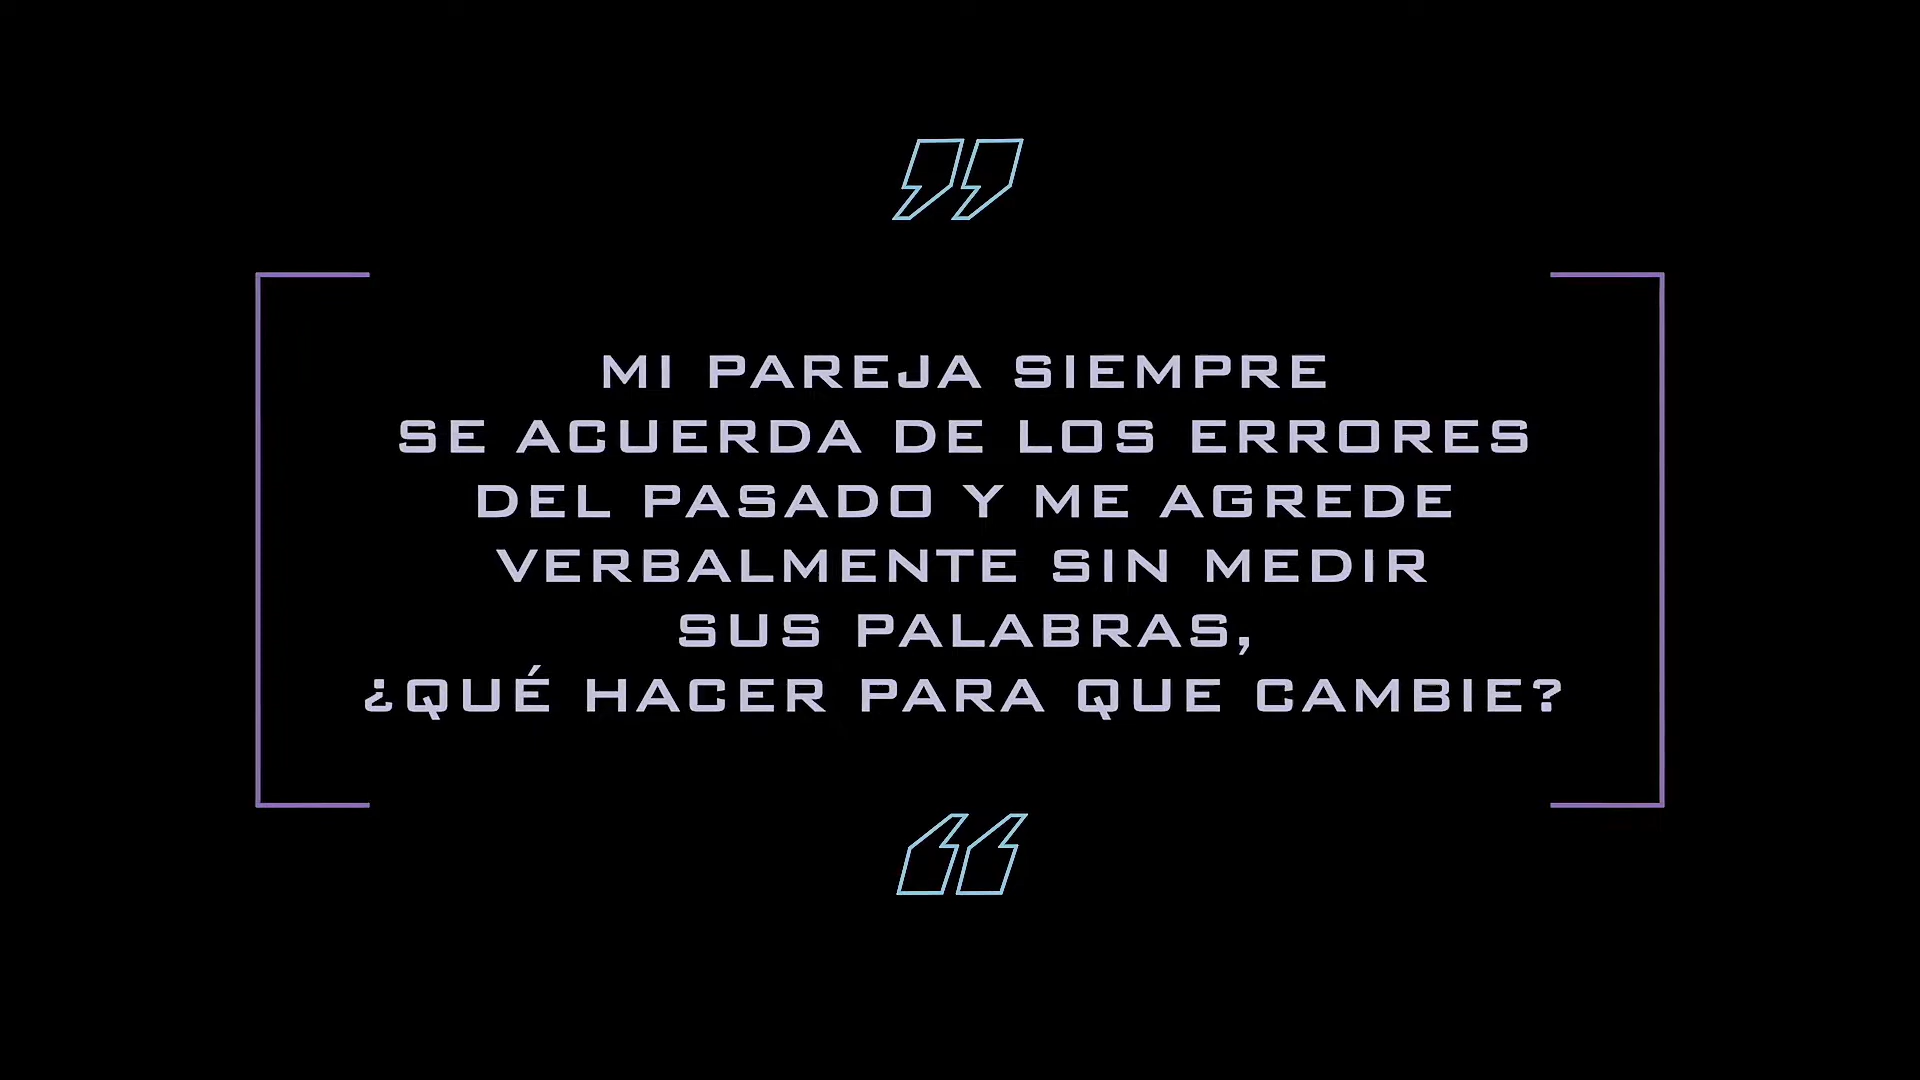 MI PAREJA SIEMPRE
SE ACUERDA DE LOS ERRORES
DEL PASADO Y ME AGREDE
VERBALMENTE SIN MEDIR
SUS PALABRAS,
¿QUÉ HACER PARA QUE CAMBIE?